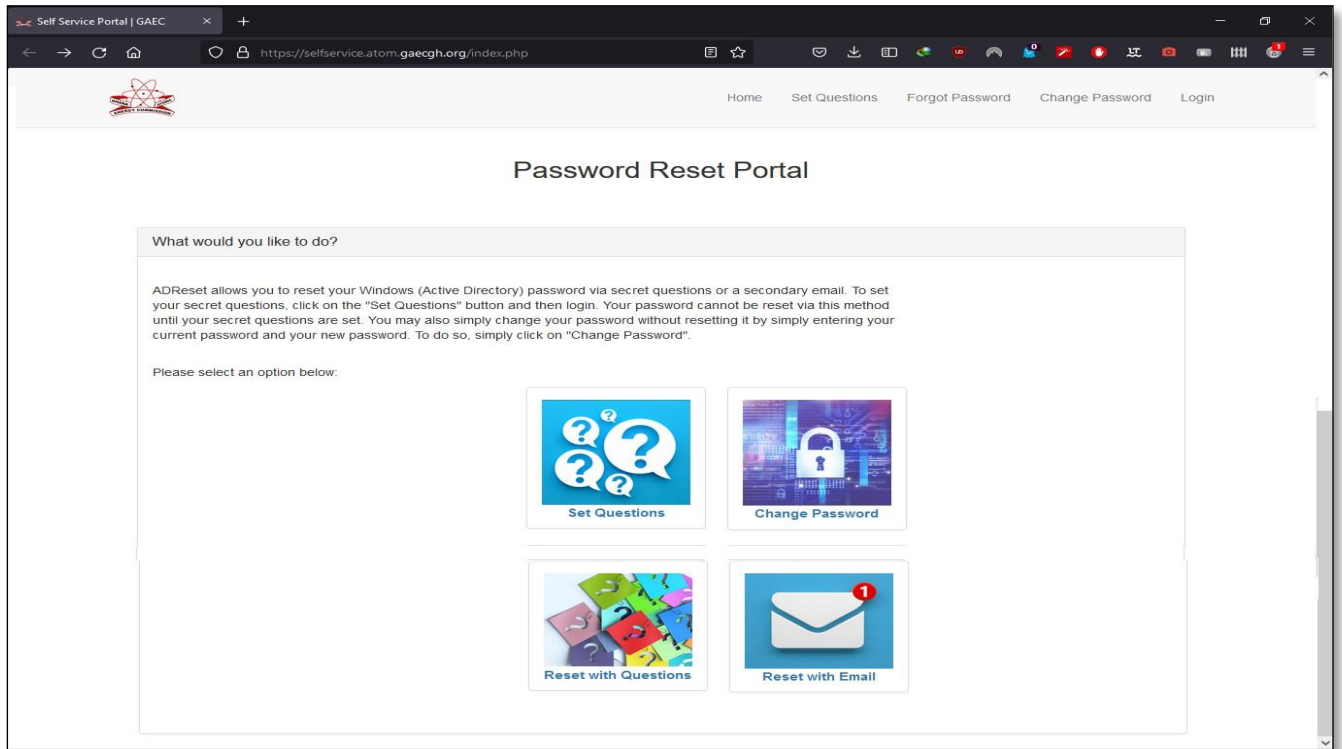 Self Service Portal | GAEC
https://selfservice.atom.gaecgh.org/index.php
ENERGY COMMISSION
Home Set Questions Forgot Password Change Password Login
Password Reset Portal
What would you like to do?
ADReset allows you to reset your Windows (Active Directory) password via secret questions or a secondary email. To set
your secret questions, click on the "Set Questions" button and then login. Your password cannot be reset via this method
until your secret questions are set. You may also simply change your password without resetting it by simply entering your
current password and your new password. To do so, simply click on "Change Password".
Please select an option below:
Set Questions
Change Password
1
Reset with Questions
Reset with Email